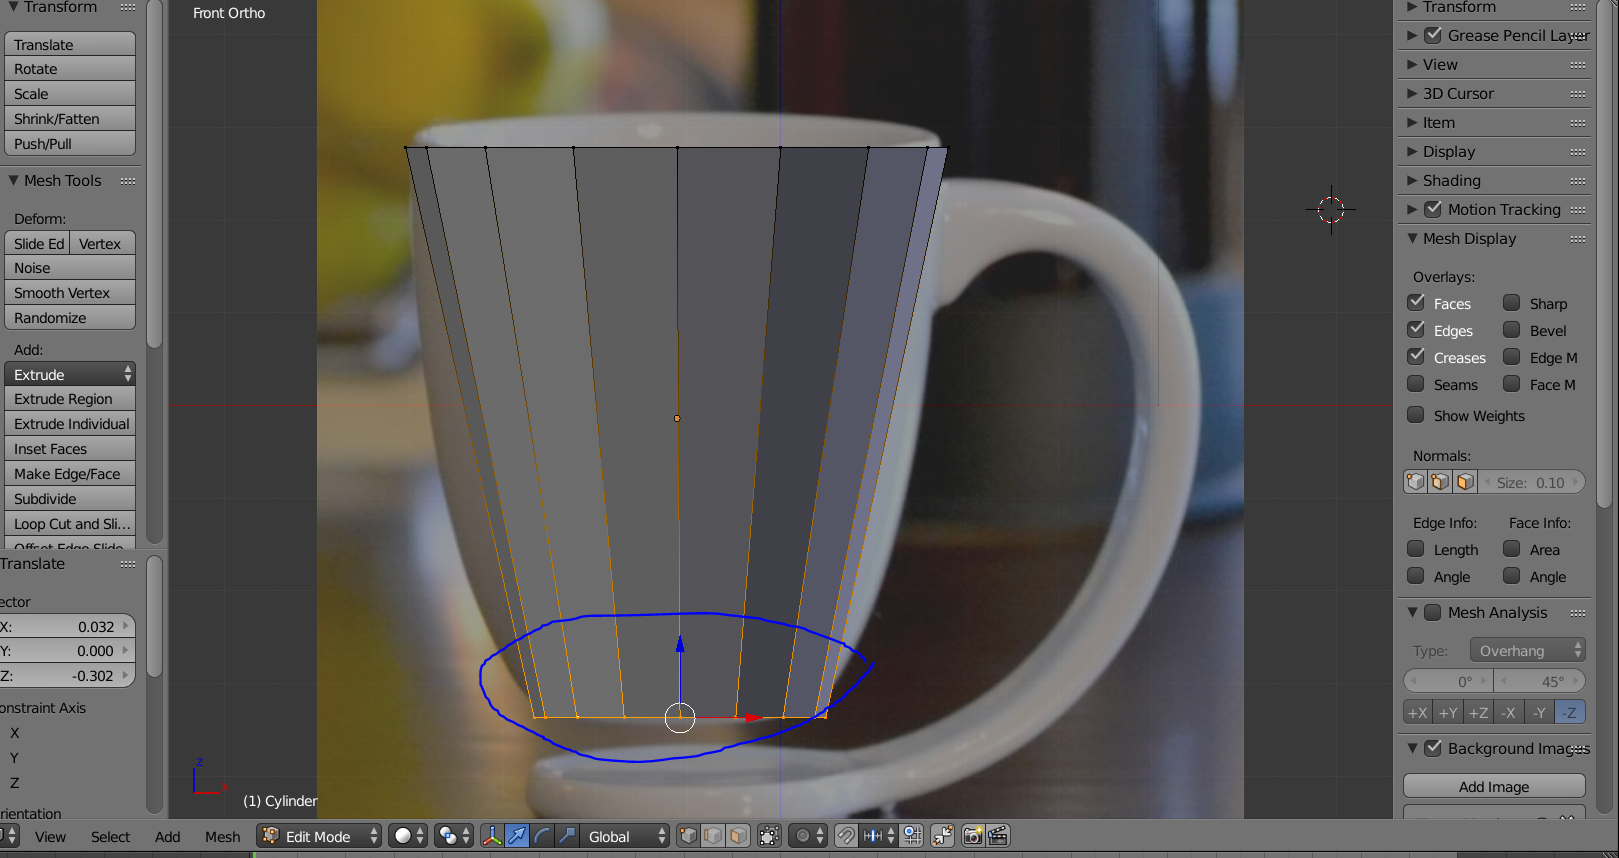 Transform
Translate
Rotate
Scale
Shrink/Fatten
Push/Pull
Mesh Tools
Deform:
Slide Ed Vertex
Noise
Smooth Vertex
Randomize
Add:
Extrude
Extrude Region
Extrude Individual
Inset Faces
Make Edge/Face
Subdivide
Loop Cut and Sli...
Offset Edge Slide
Translate
ector
X: 0.032
Y: 0.000
Z: -0.302
onstraint Axis
X
Y
Z
rientation
Front Ortho
z
x
(1) Cylinder
Transform
Grease Pencil Layer
View
3D Cursor
Item
Display
Shading
Motion Tracking
Mesh Display
Overlays:
Faces Sharp
Edges Bevel
Creases Edge M
Seams Face M
Show Weights
Normals:
Size: 0.10
Edge Info: Face Info:
Length Area
Angle Angle
Mesh Analysis
Type: Overhang
0° 45°
+X +Y +Z -X -Y -Z
Background Images
Add Image
View Select Add Mesh Edit Mode Global